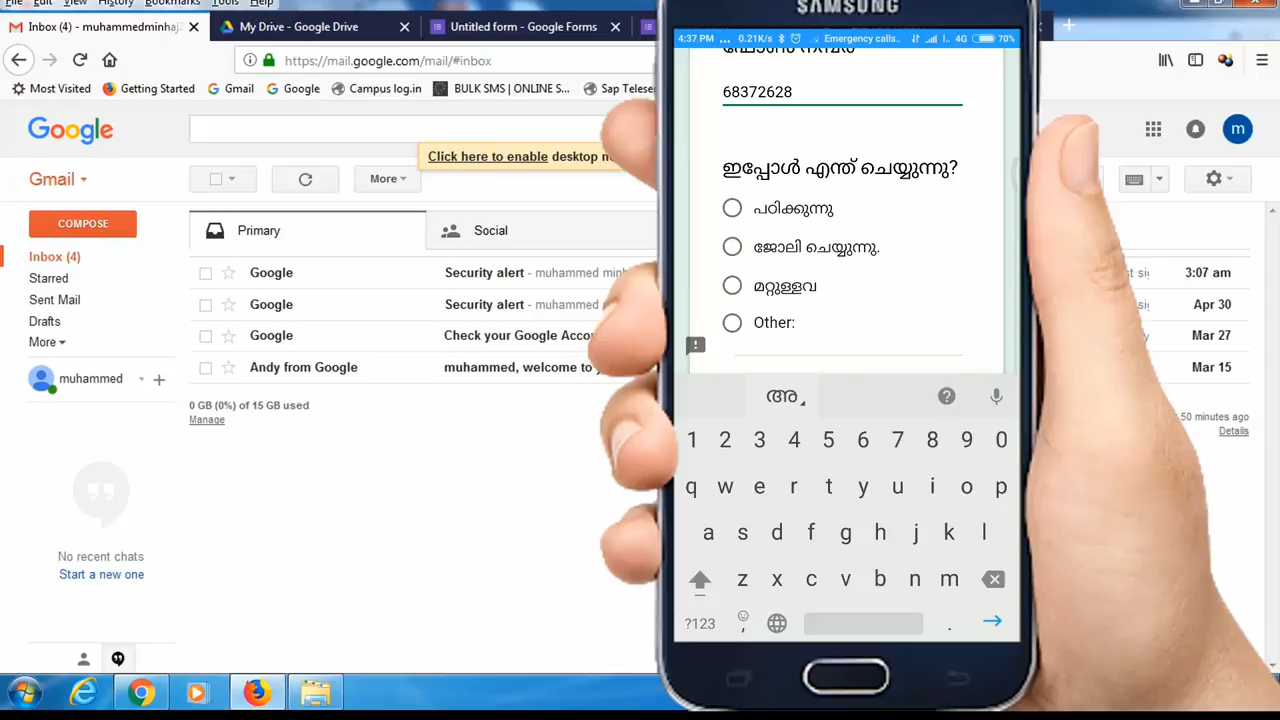 File Edit View History Bookmarks Tools Help
Inbox (4) - muhammedminhaj
My Drive - Google Drive
Untitled form - Google Forms
https://mail.google.com/mail/#inbox
Most Visited Getting Started Gmail Google Campus log.in BULK SMS | ONLINE S... Sap Telese
Google
Click here to enable desktop n
m
Gmail
More
COMPOSE
Primary
Social
Inbox (4)
Starred
Sent Mail
Drafts
More
Google Security alert - muhammed min 3:07 am
Google Security alert - muhammed Apr 30
Google Check your Google Acco Mar 27
Andy from Google muhammed, welcome to Mar 15
muhammed
0 GB (0%) of 15 GB used
Manage
50 minutes ago
Details
No recent chats
Start a new one
SAMSUNG
4:37 PM ... 0.21K/s Emergency calls.. 4G 70%
ഫോൺ നമ്പർ
68372628
ഇപ്പോൾ എന്ത് ചെയ്യുന്നു?
പഠിക്കുന്നു
ജോലി ചെയ്യുന്നു.
മറ്റുള്ളവ
Other:
അ
1 2 3 4 5 6 7 8 9 0
q w e r t y u i o p
a s d f g h j k l
z x c v b n m
?123 , .